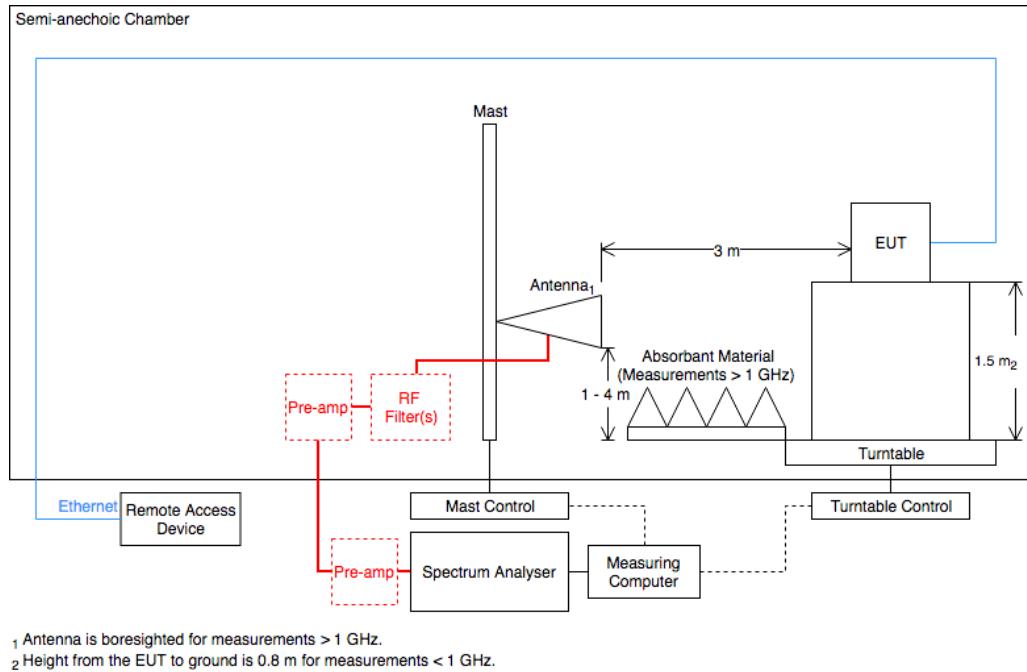 Semi-anechoic Chamber
Mast
EUT
3 m
Antenna1
Absorbant Material
(Measurements > 1 GHz)
1.5 m2
1 - 4 m
RF
Filter(s)
Pre-amp
Turntable
Ethernet
Remote Access
Device
Mast Control
Turntable Control
Pre-amp
Spectrum Analyser
Measuring
Computer
1 Antenna is boresighted for measurements > 1 GHz.
2 Height from the EUT to ground is 0.8 m for measurements < 1 GHz.